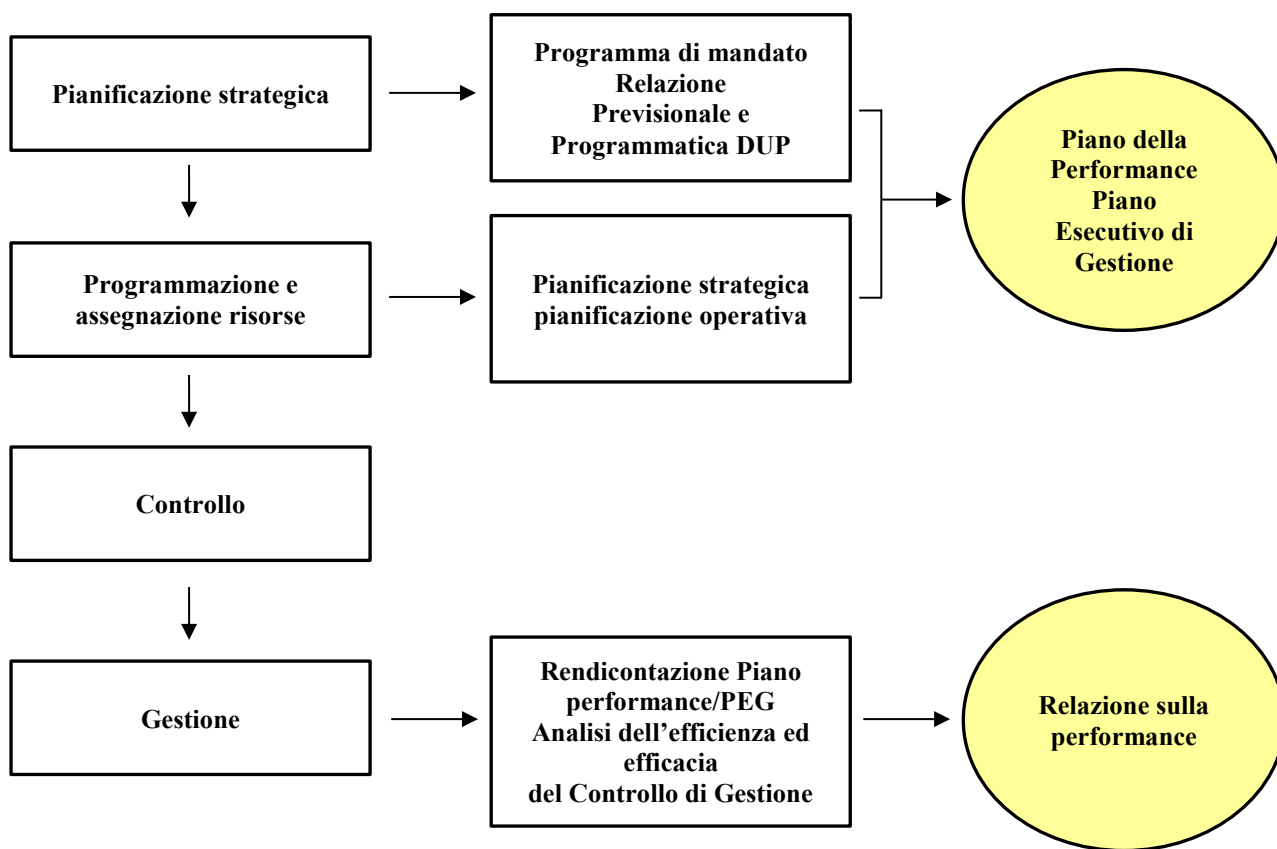 Pianificazione strategica
Programma di mandato
Relazione
Previsionale e
Programmatica DUP
Piano della
Performance
Piano
Esecutivo di
Gestione
Programmazione e
assegnazione risorse
Pianificazione strategica
pianificazione operativa
Controllo
Gestione
Rendicontazione Piano
performance/PEG
Analisi dell’efficienza ed
efficacia
del Controllo di Gestione
Relazione sulla
performance